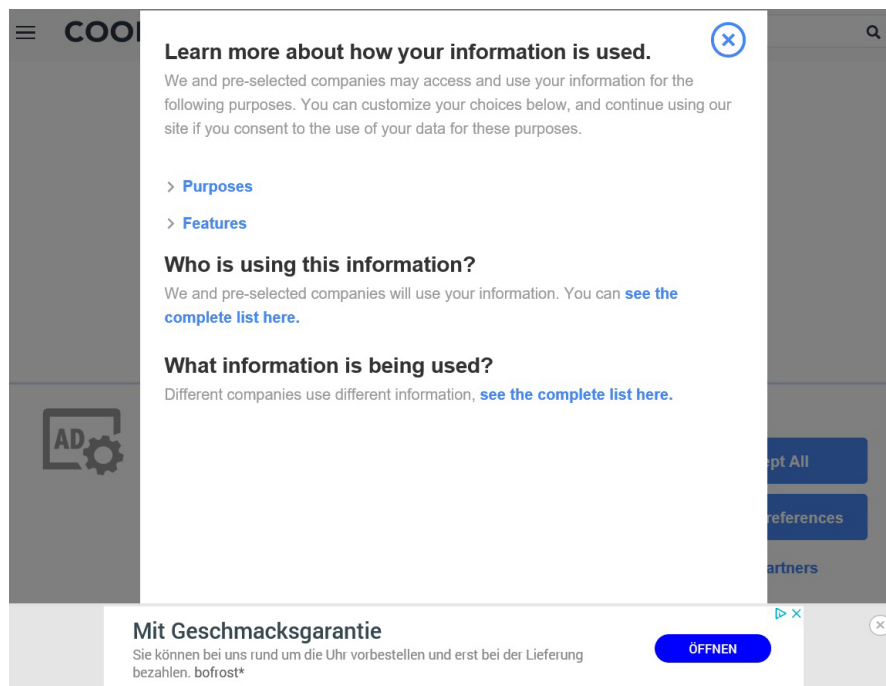 COO
Learn more about how your information is used.
We and pre-selected companies may access and use your information for the
following purposes. You can customize your choices below, and continue using our
site if you consent to the use of your data for these purposes.
Purposes
Features
Who is using this information?
We and pre-selected companies will use your information. You can see the
complete list here.
What information is being used?
Different companies use different information, see the complete list here.
AD
ept All
references
artners
Mit Geschmacksgarantie
Sie können bei uns rund um die Uhr vorbestellen und erst bei der Lieferung
bezahlen. bofrost*
ÖFFNEN